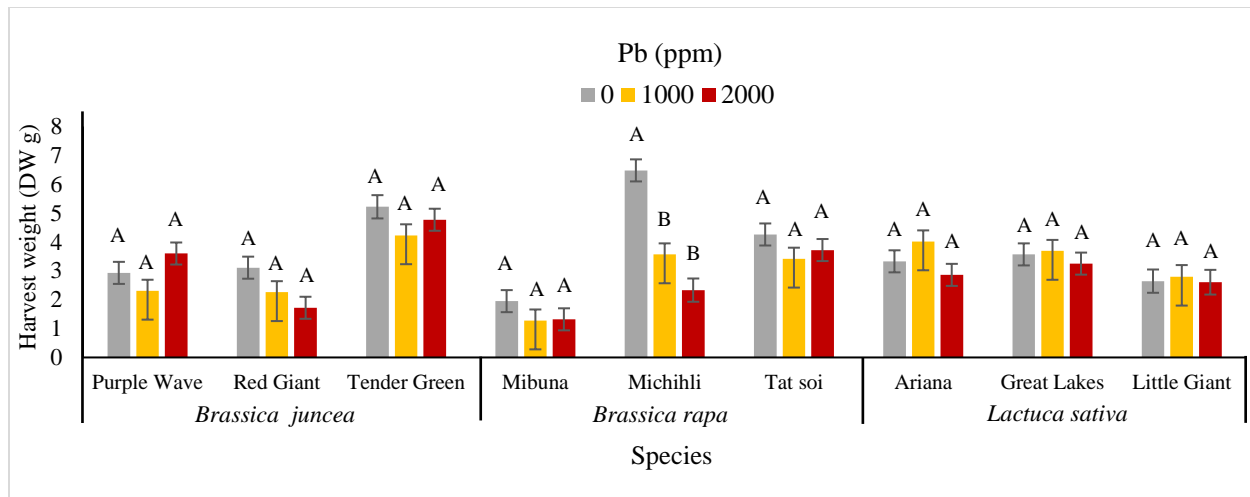 Pb (ppm)
0 1000 2000
Harvest weight (DW g)
8
7
6
5
4
3
2
1
0
A A A A A A A A A A A A A B B A A A A A A A A A A A A
Purple Wave Red Giant Tender Green Mibuna Michihli Tat soi Ariana Great Lakes Little Giant
Brassica juncea Brassica rapa Lactuca sativa
Species